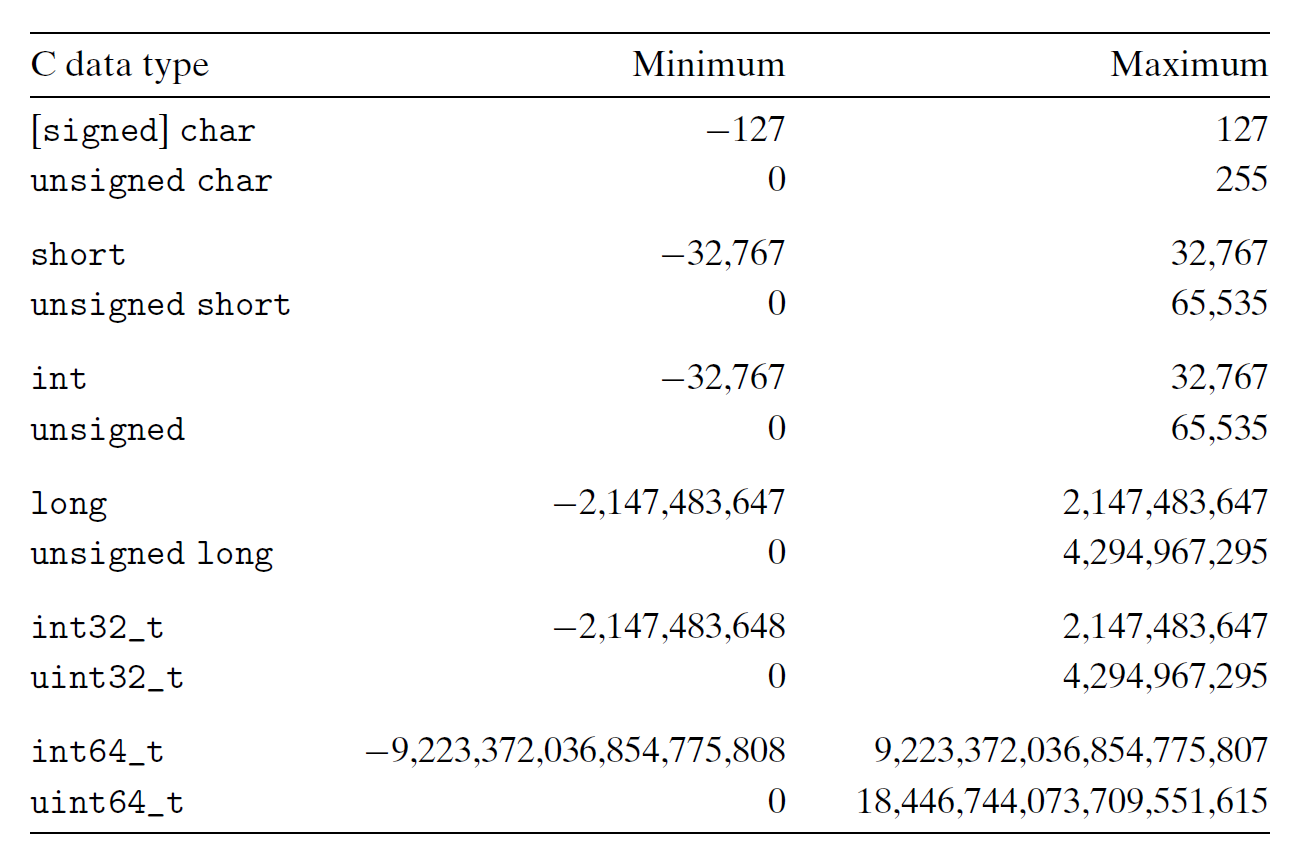 C data type Minimum Maximum
[signed] char −127 127
unsigned char 0 255
short −32,767 32,767
unsigned short 0 65,535
int −32,767 32,767
unsigned 0 65,535
long −2,147,483,647 2,147,483,647
unsigned long 0 4,294,967,295
int32_t −2,147,483,648 2,147,483,647
uint32_t 0 4,294,967,295
int64_t −9,223,372,036,854,775,808 9,223,372,036,854,775,807
uint64_t 0 18,446,744,073,709,551,615